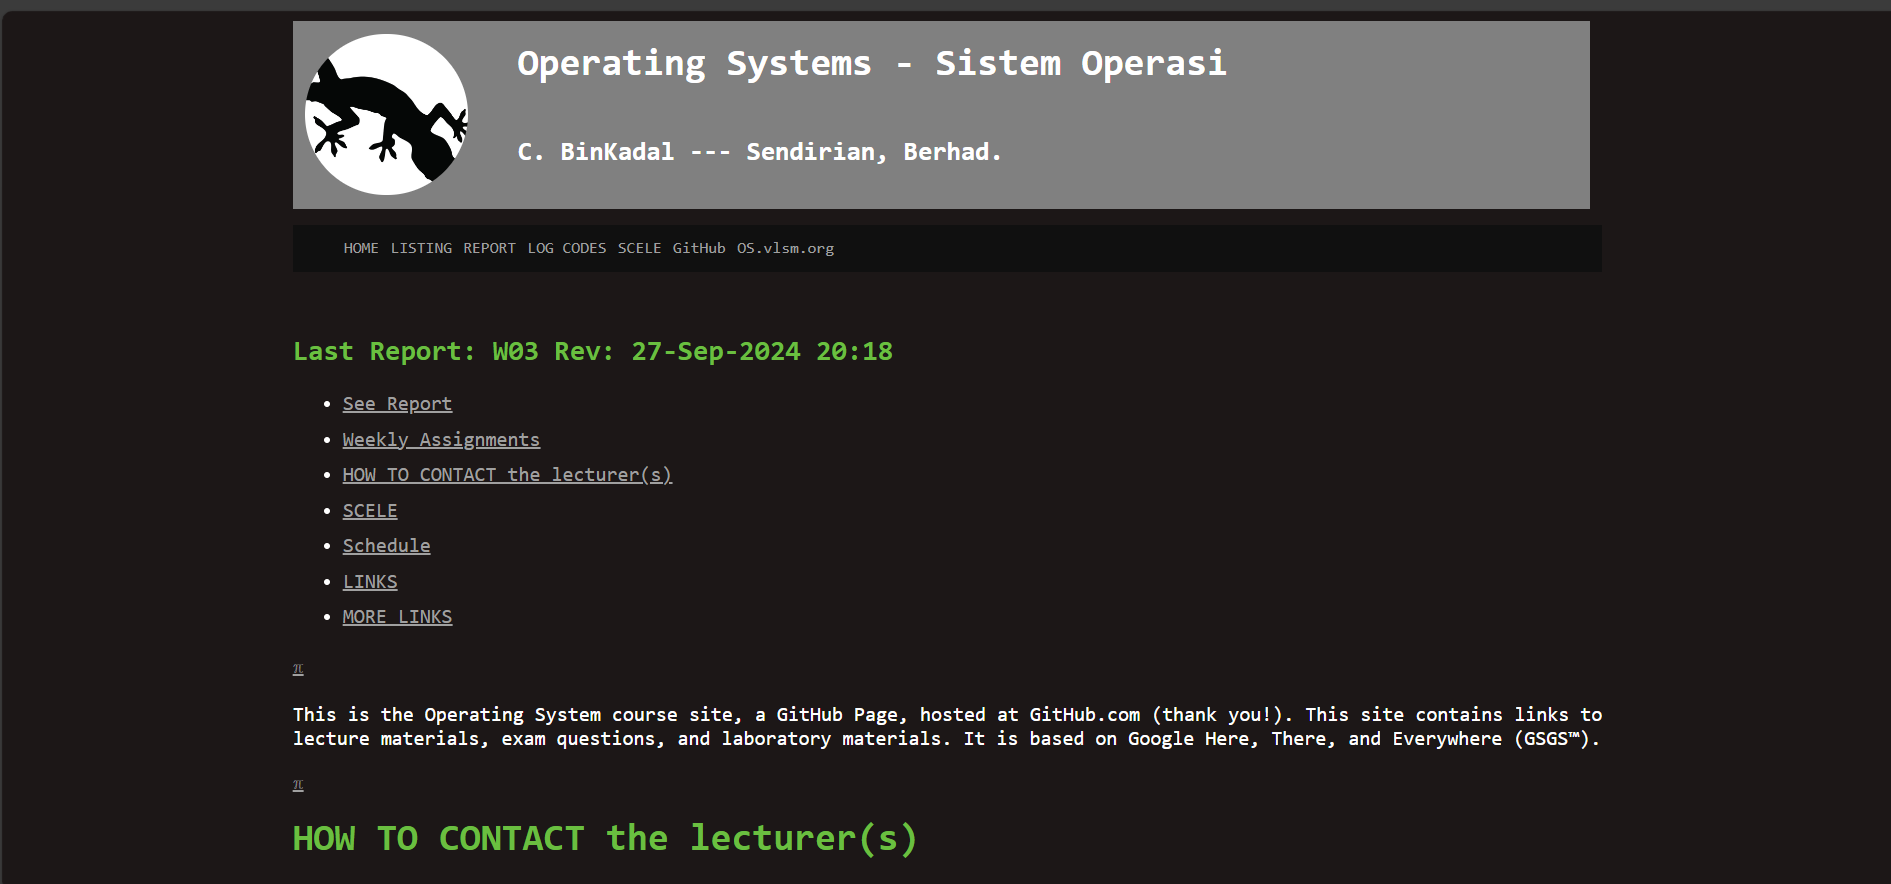 Operating Systems - Sistem Operasi
C. BinKadal --- Sendirian, Berhad.
HOME LISTING REPORT LOG CODES SCELE GitHub OS.vlsm.org
Last Report: W03 Rev: 27-Sep-2024 20:18
See Report
Weekly Assignments
HOW TO CONTACT the lecturer(s)
SCELE
Schedule
LINKS
MORE LINKS
π
This is the Operating System course site, a GitHub Page, hosted at GitHub.com (thank you!). This site contains links to
lecture materials, exam questions, and laboratory materials. It is based on Google Here, There, and Everywhere (GSGS™).
π
HOW TO CONTACT the lecturer(s)